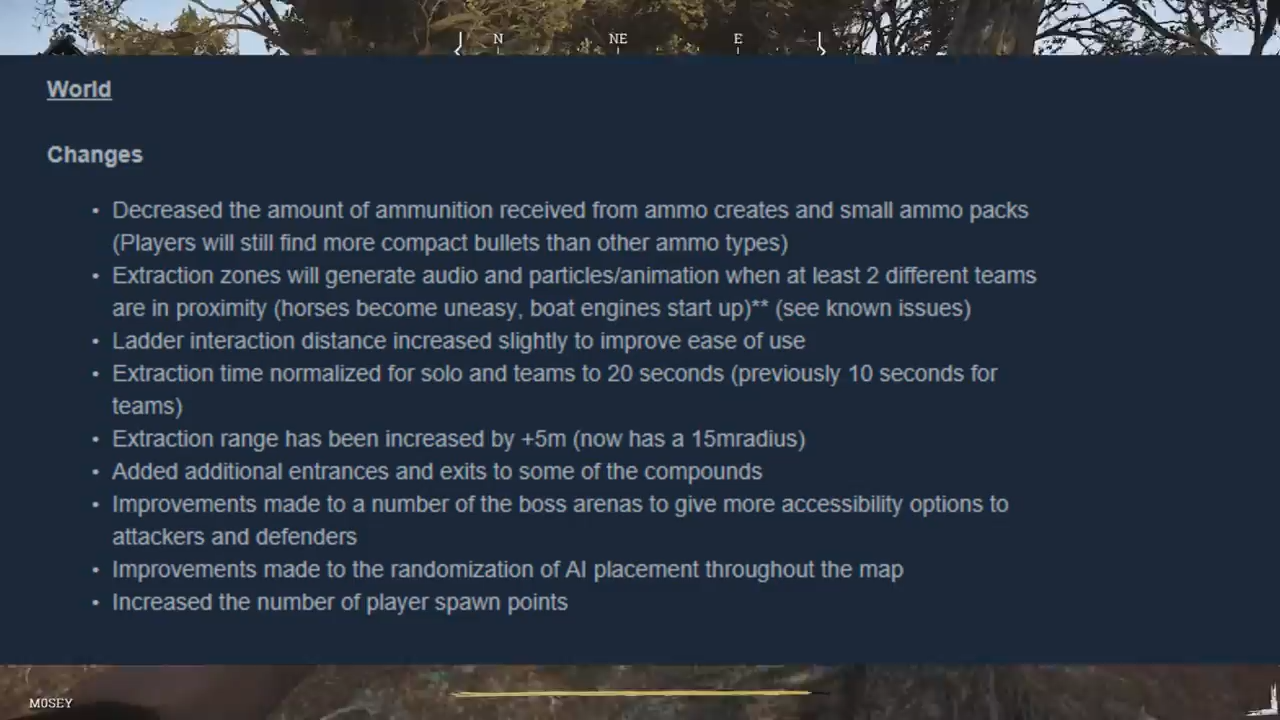 N NE E
World
Changes
• Decreased the amount of ammunition received from ammo creates and small ammo packs
(Players will still find more compact bullets than other ammo types)
• Extraction zones will generate audio and particles/animation when at least 2 different teams
are in proximity (horses become uneasy, boat engines start up)** (see known issues)
• Ladder interaction distance increased slightly to improve ease of use
• Extraction time normalized for solo and teams to 20 seconds (previously 10 seconds for
teams)
• Extraction range has been increased by +5m (now has a 15mradius)
• Added additional entrances and exits to some of the compounds
• Improvements made to a number of the boss arenas to give more accessibility options to
attackers and defenders
• Improvements made to the randomization of AI placement throughout the map
• Increased the number of player spawn points
M0SEY